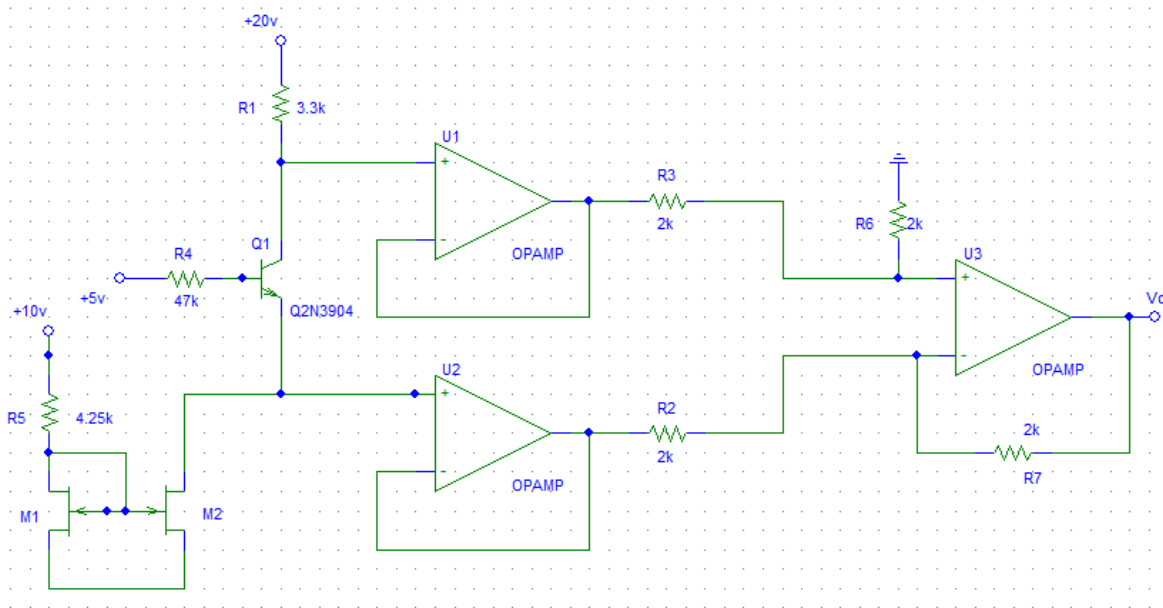 +20v
R1
3.3k
U1
+
-
OPAMP
R3
2k
R6
2k
U3
+
-
OPAMP
Vo
Q1
R4
47k
+5v
Q2N3904
+10v
R5
4.25k
M1
M2
U2
+
-
OPAMP
R2
2k
2k
R7